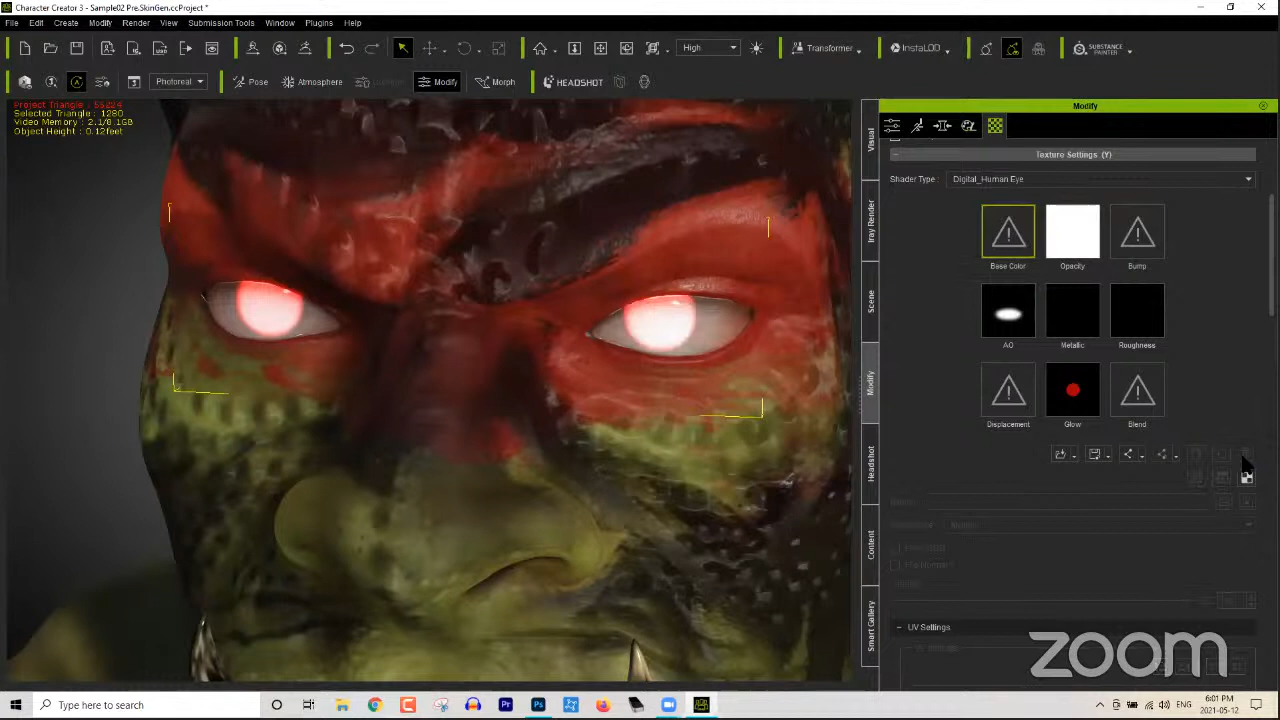 Character Creator 3 - Sample02 Pre.SkinGen.ccProject *
File Edit Create Modify Render Submission Tools Window Plugins Help
High Transformer InstaLOD SUBSTANCE PAINTER
Photoreal Pose Atmosphere Modify Morph HEADSHOT
Project Triangle : 55224
Selected Triangle : 1280
Video Memory : 2.1/8.1GB
Object Height : 0.12feet
Visual
Iray Render
Scene
Modify
Headshot
Content
Smart Gallery
Modify
Texture Settings (Y)
Shader Type : Digital_Human Eye
Base Color Opacity Bump
AO Metallic Roughness
Displacement Glow Blend
UV Settings
zoom
Type here to search
ENG
6:01 PM
2021-05-12